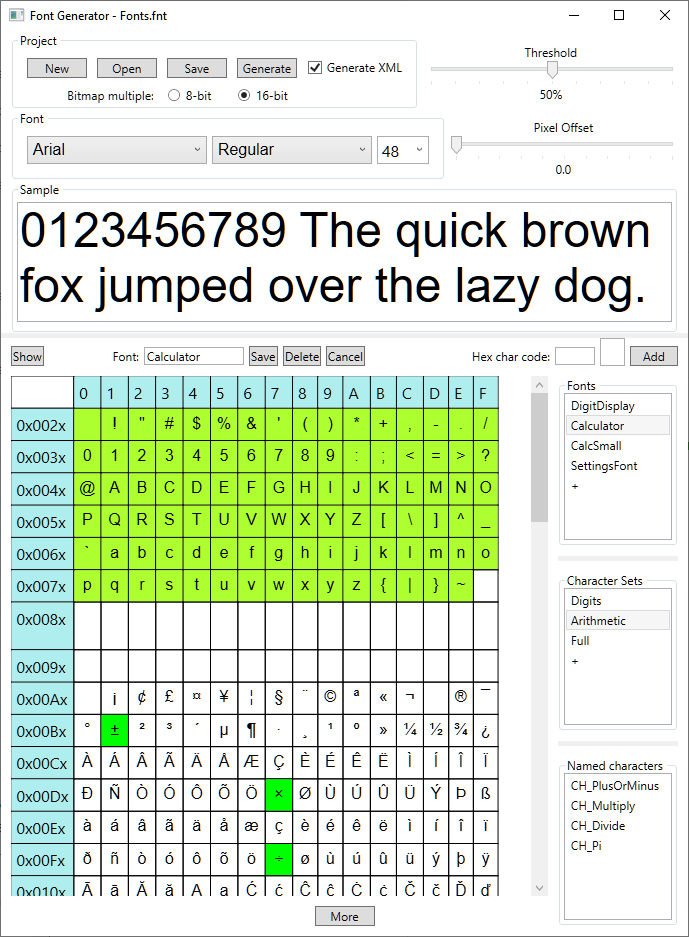 Font Generator - Fonts.fnt
Project
New Open Save Generate Generate XML
Bitmap multiple: 8-bit 16-bit
Threshold
50%
Font
Arial Regular 48
Pixel Offset
0.0
Sample
0123456789 The quick brown
fox jumped over the lazy dog.
Show Font: Calculator Save Delete Cancel Hex char code: Add
0 1 2 3 4 5 6 7 8 9 A B C D E F
0x002x ! " # $ % & ' ( ) * + , - . /
0x003x 0 1 2 3 4 5 6 7 8 9 : ; < = > ?
0x004x @ A B C D E F G H I J K L M N O
0x005x P Q R S T U V W X Y Z [ \ ] ^ _
0x006x ` a b c d e f g h i j k l m n o
0x007x p q r s t u v w x y z { | } ~
0x008x
0x009x
0x00Ax ¡ ¢ £ ¤ ¥ ¦ § ¨ © ª « ¬ ® ¯
0x00Bx ° ± ² ³ ´ µ ¶ · ¸ ¹ º » ¼ ½ ¾ ¿
0x00Cx À Á Â Ã Ä Å Æ Ç È É Ê Ë Ì Í Î Ï
0x00Dx Ð Ñ Ò Ó Ô Õ Ö × Ø Ù Ú Û Ü Ý Þ ß
0x00Ex à á â ã ä å æ ç è é ê ë ì í î ï
0x00Fx ð ñ ò ó ô õ ö ÷ ø ù ú û ü ý þ ÿ
0x010x Ā ā Ă ă Ą ą Ć ć Ĉ ĉ Ċ ċ Č č Ď ď
Fonts
DigitDisplay
Calculator
CalcSmall
SettingsFont
+
Character Sets
Digits
Arithmetic
Full
+
Named characters
CH_PlusOrMinus
CH_Multiply
CH_Divide
CH_Pi
More